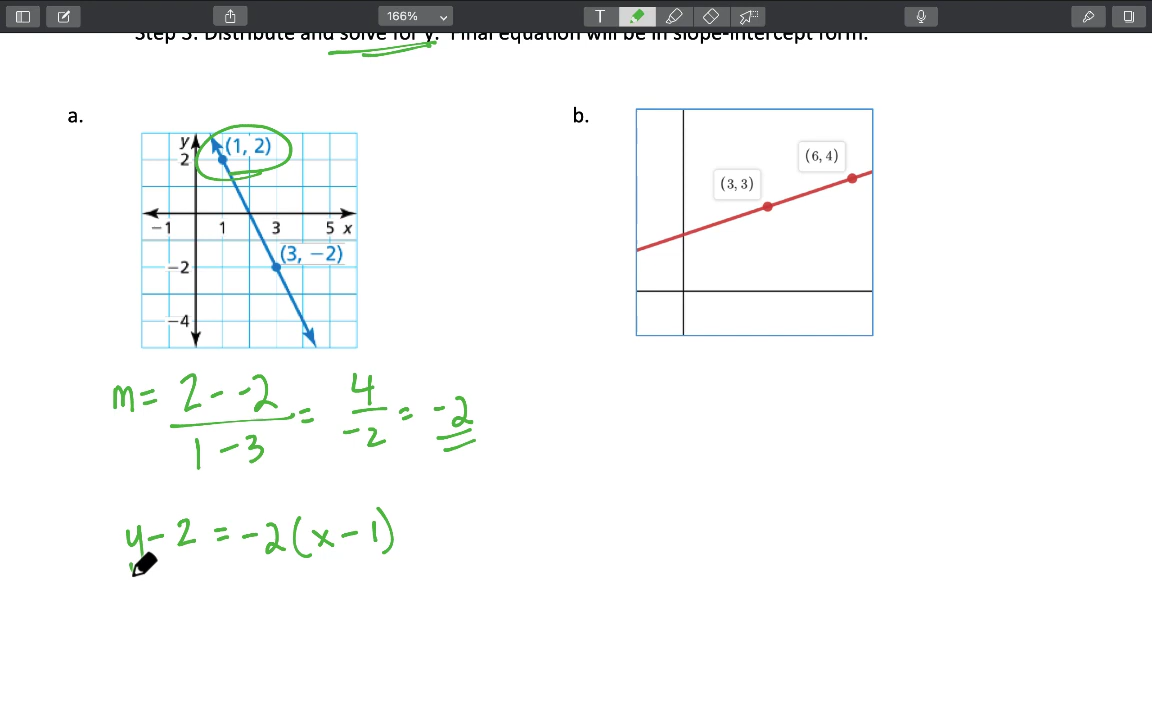 166%
T
Step 3: Distribute and solve for y. Final equation will be in slope-intercept form.
a.
y
2
(1, 2)
−1
1
3
5 x
(3, −2)
−2
−4
m = 2 - -2 / 1 - 3 = 4 / -2 = -2
y - 2 = -2(x - 1)
b.
(6, 4)
(3, 3)